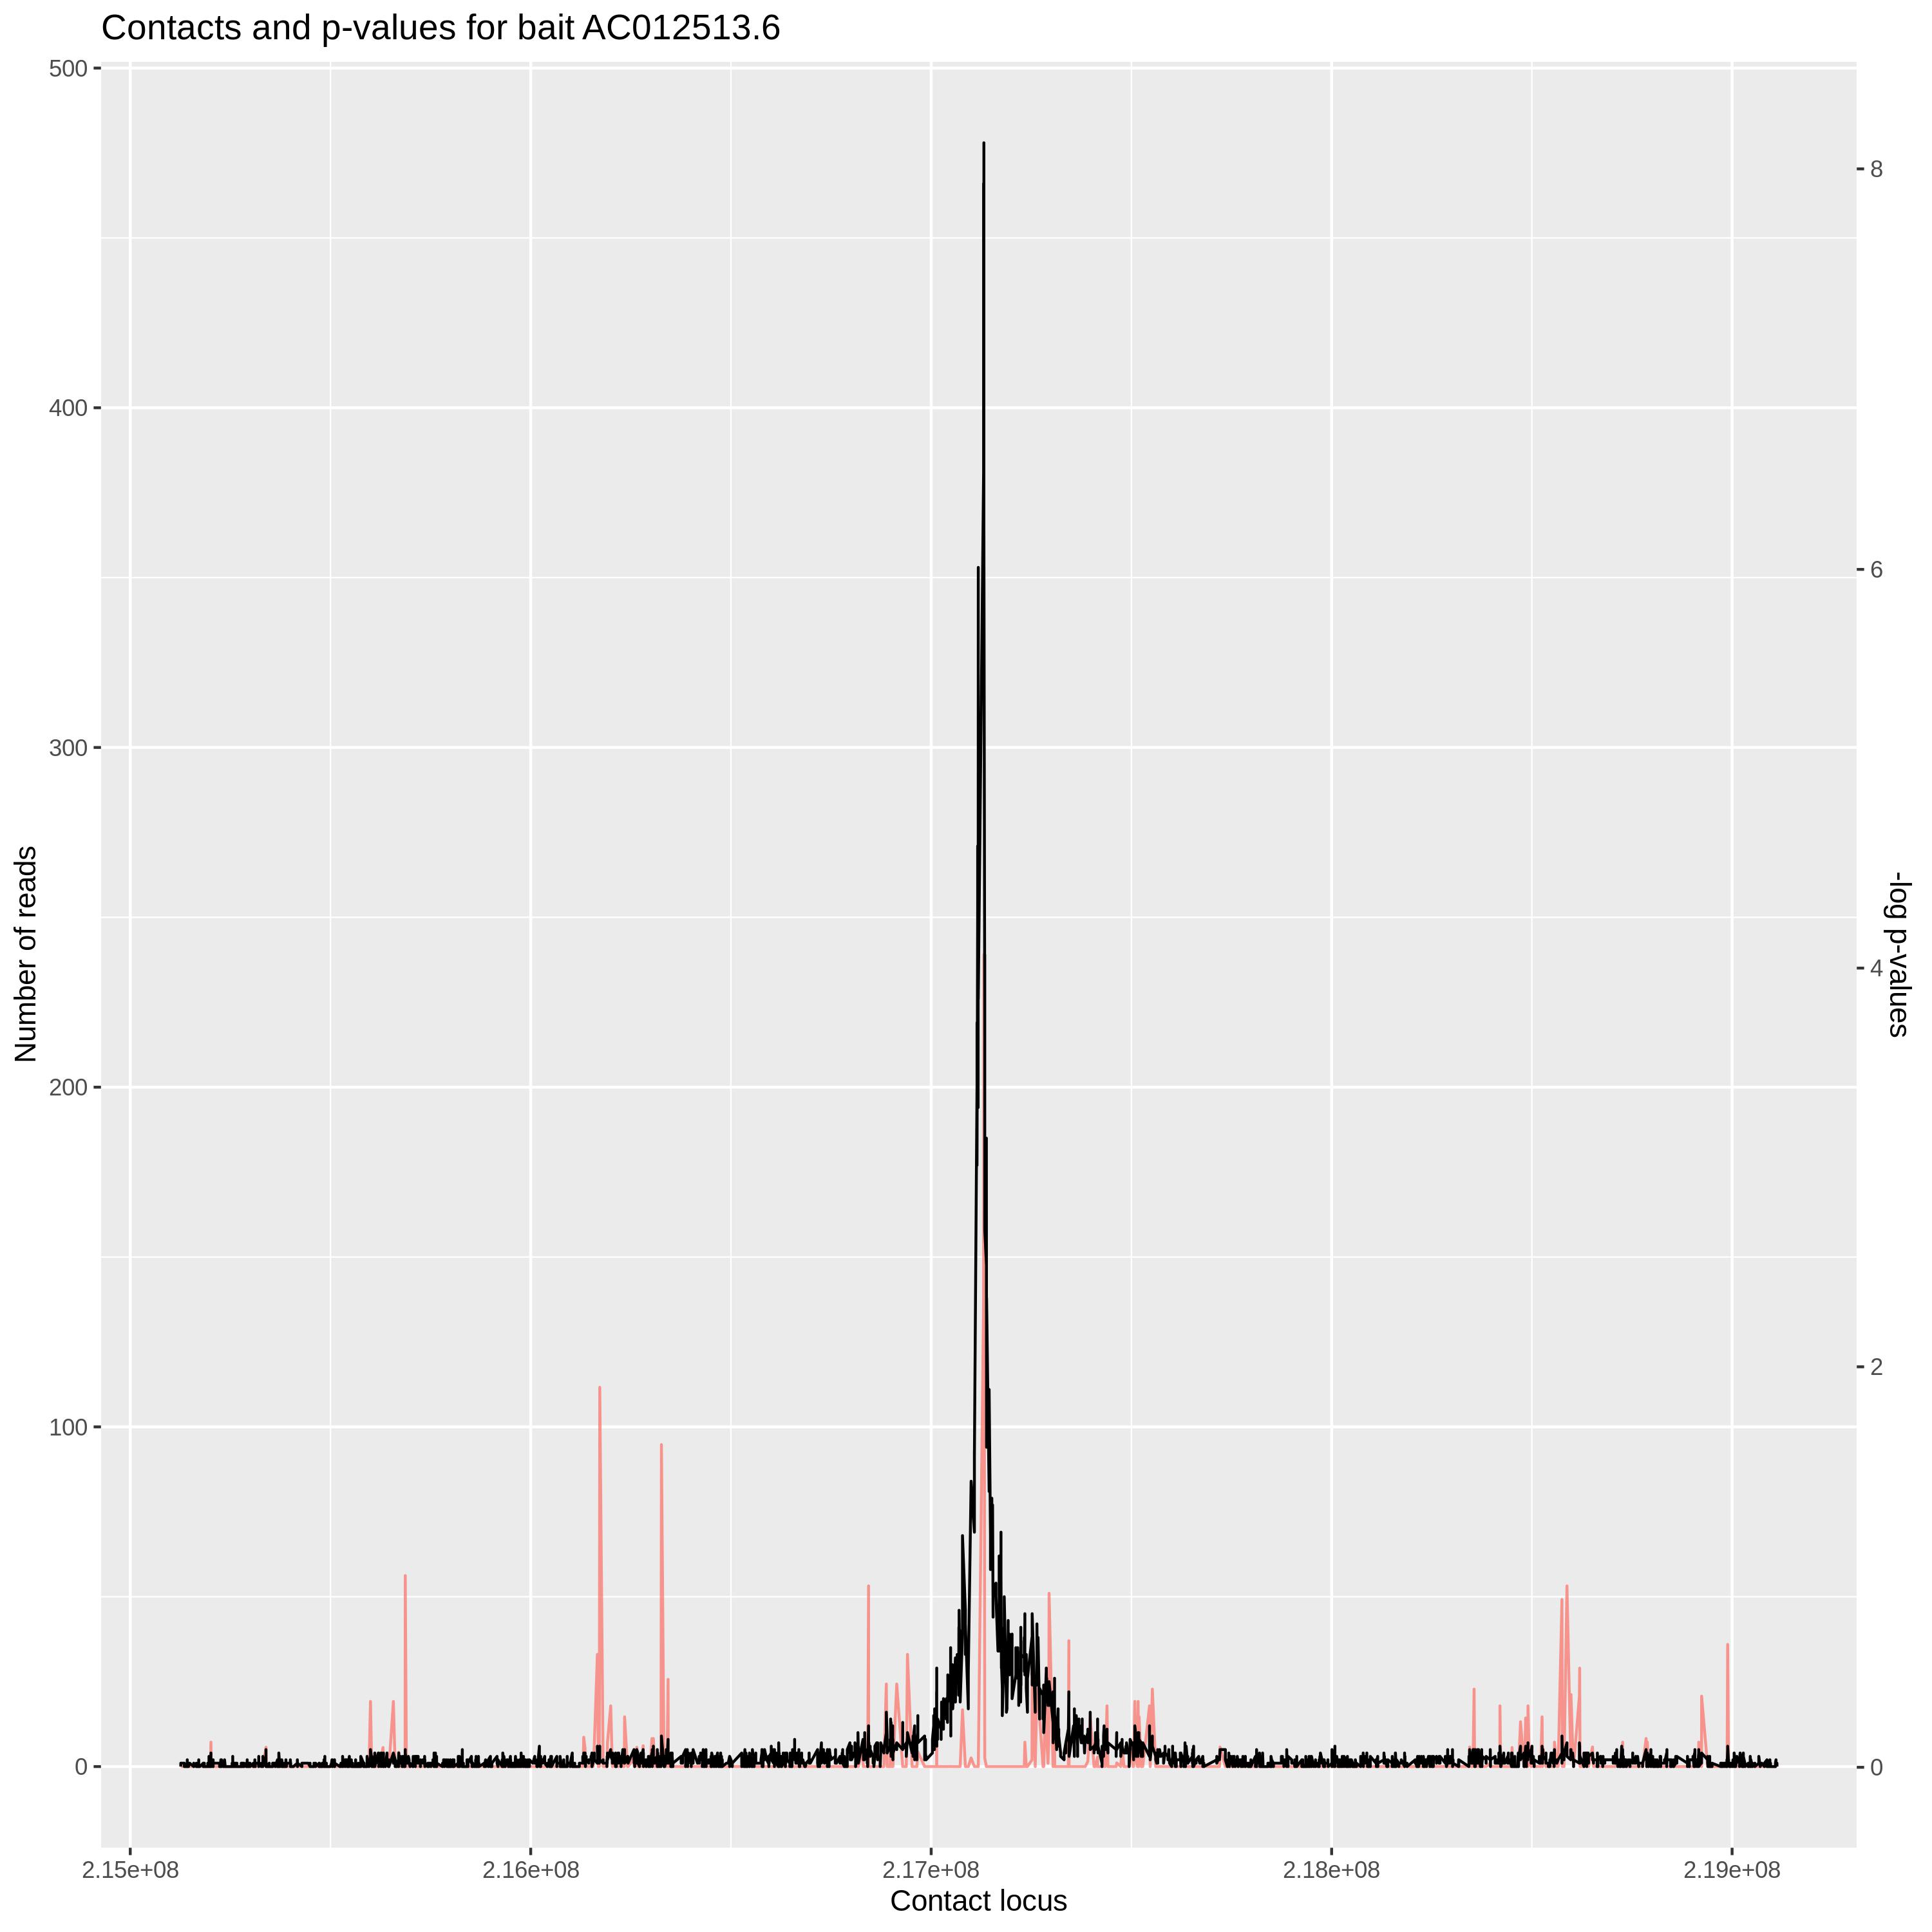 Contacts and p-values for bait AC012513.6
500
400
300
200
100
0
Number of reads
8
6
4
2
0
-log p-values
2.15e+08
2.16e+08
2.17e+08
2.18e+08
2.19e+08
Contact locus